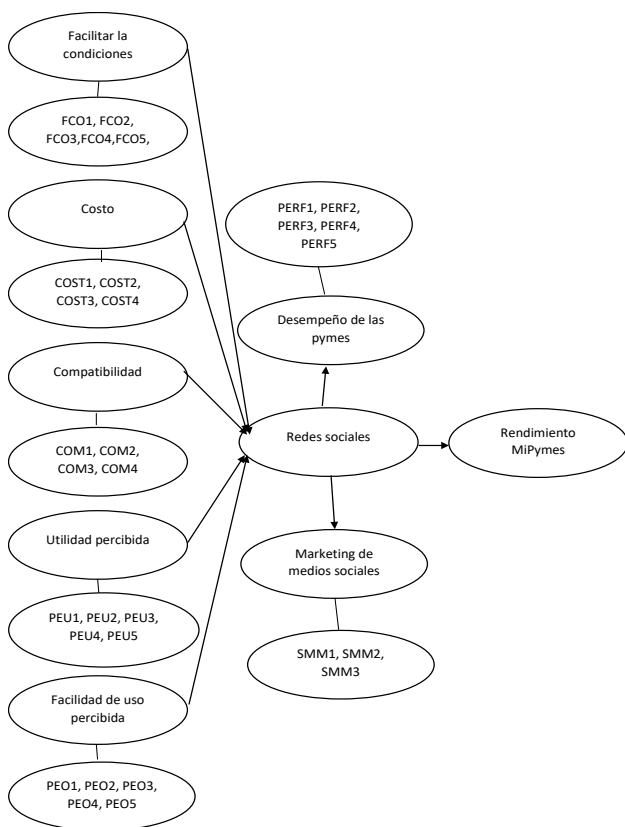 Facilitar la
condiciones
FCO1, FCO2,
FCO3,FCO4,FCO5,
Costo
COST1, COST2,
COST3, COST4
Compatibilidad
COM1, COM2,
COM3, COM4
Utilidad percibida
PEU1, PEU2, PEU3,
PEU4, PEU5
Facilidad de uso
percibida
PEO1, PEO2, PEO3,
PEO4, PEO5
PERF1, PERF2,
PERF3, PERF4,
PERF5
Desempeño de las
pymes
Redes sociales
Marketing de
medios sociales
SMM1, SMM2,
SMM3
Rendimiento
MiPymes